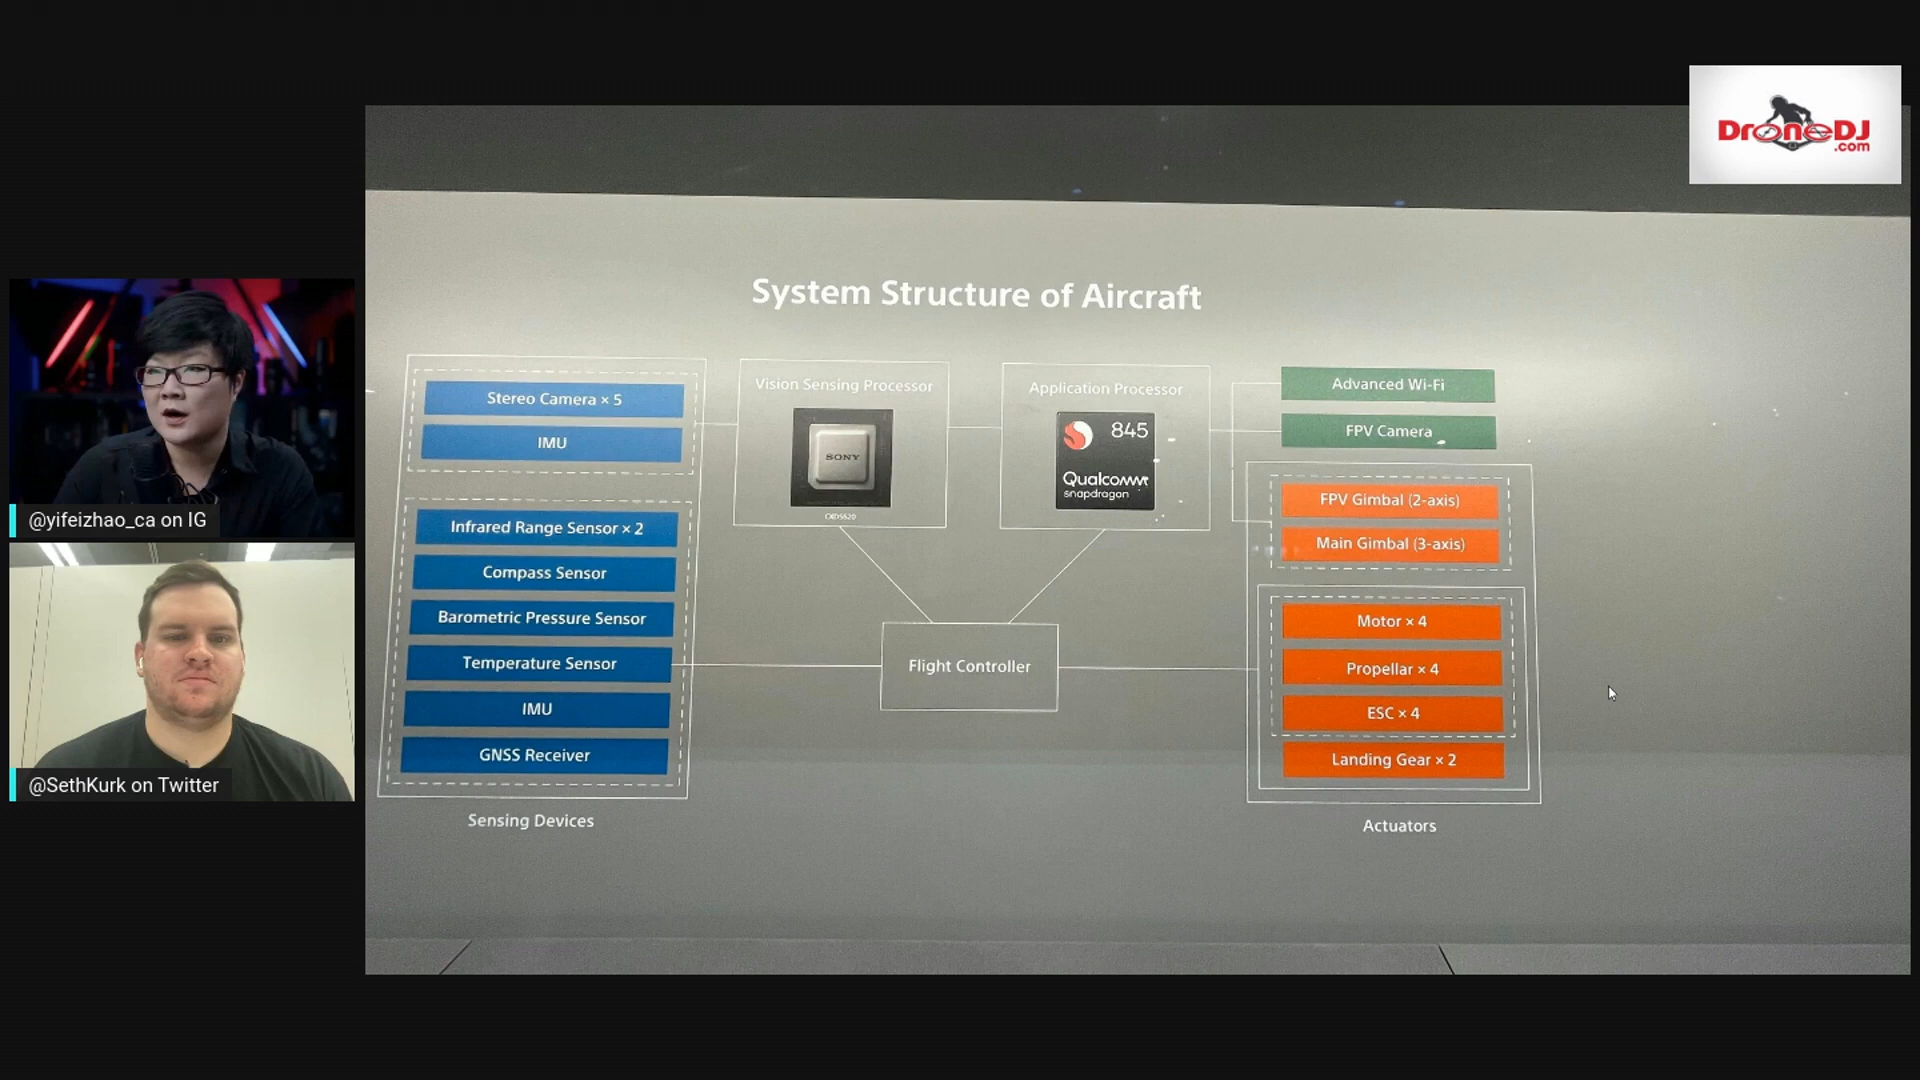 DroneDJ
.com
System Structure of Aircraft
Stereo Camera × 5
IMU
Infrared Range Sensor × 2
Compass Sensor
Barometric Pressure Sensor
Temperature Sensor
IMU
GNSS Receiver
Sensing Devices
Vision Sensing Processor
SONY
Application Processor
845
Qualcomm
snapdragon
Flight Controller
Advanced Wi-Fi
FPV Camera
FPV Gimbal (2-axis)
Main Gimbal (3-axis)
Motor × 4
Propellar × 4
ESC × 4
Landing Gear × 2
Actuators
@yifeizhao_ca on IG
@SethKurk on Twitter